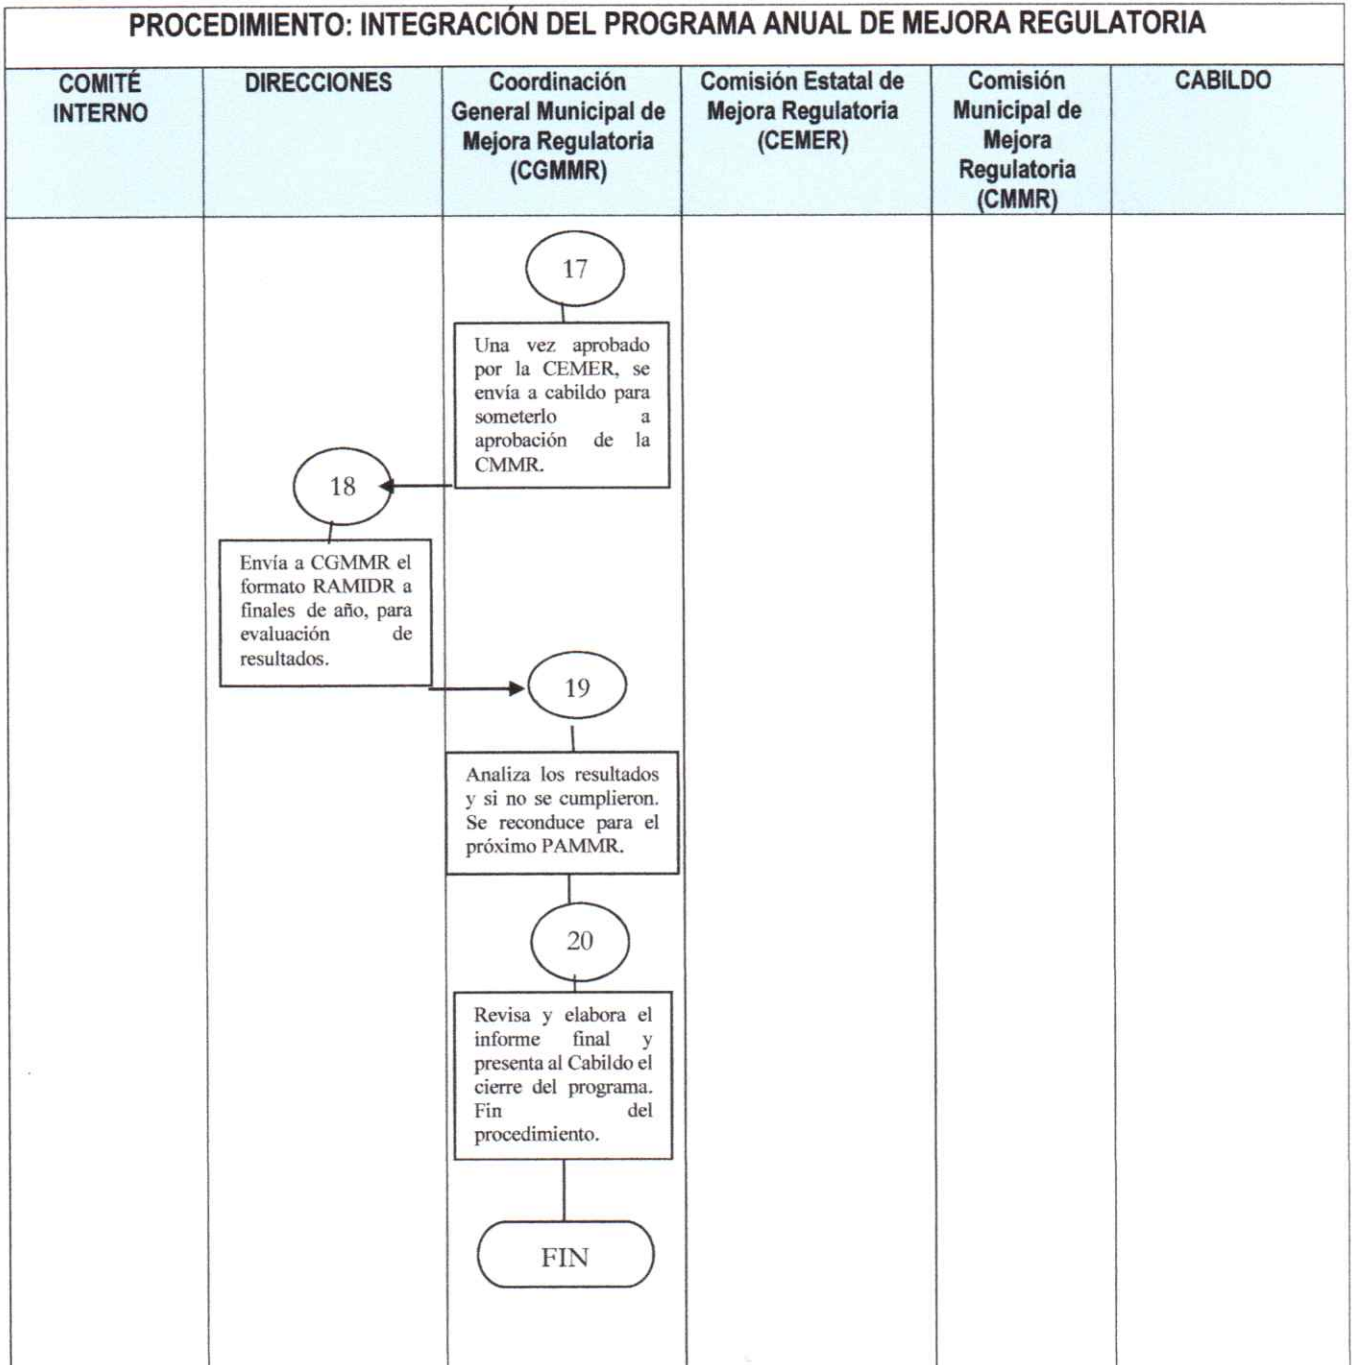 PROCEDIMIENTO: INTEGRACIÓN DEL PROGRAMA ANUAL DE MEJORA REGULATORIA
COMITÉ
INTERNO
DIRECCIONES
Coordinación
General Municipal de
Mejora Regulatoria
(CGMMR)
Comisión Estatal de
Mejora Regulatoria
(CEMER)
Comisión
Municipal de
Mejora
Regulatoria
(CMMR)
CABILDO
17
Una vez aprobado
por la CEMER, se
envía a cabildo para
someterlo a
aprobación de la
CMMR.
18
Envía a CGMMR el
formato RAMIDR a
finales de año, para
evaluación de
resultados.
19
Analiza los resultados
y si no se cumplieron.
Se reconduce para el
próximo PAMMR.
20
Revisa y elabora el
informe final y
presenta al Cabildo el
cierre del programa.
Fin del
procedimiento.
FIN